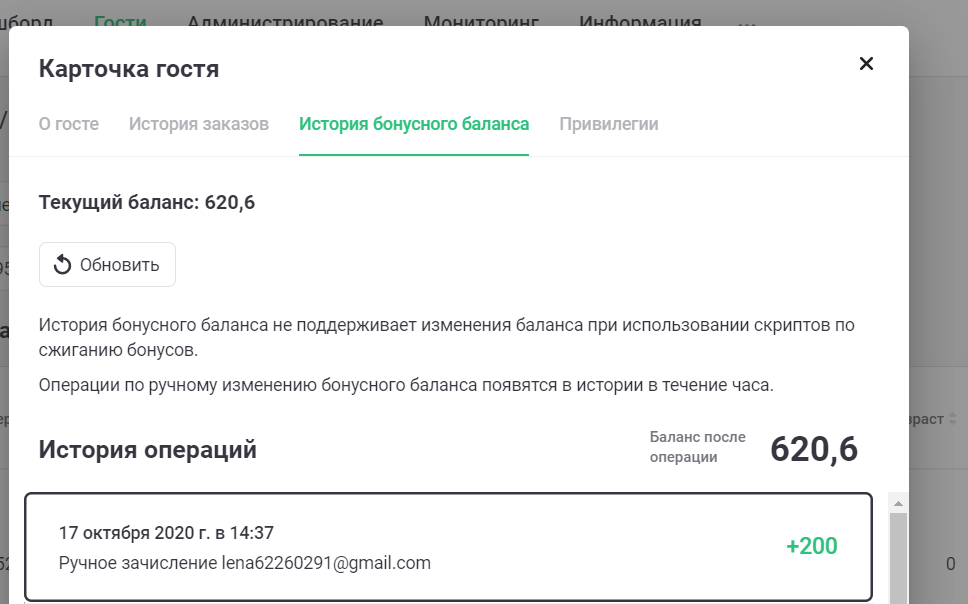 Гости Администрирование Мониторинг Информация ...
Карточка гостя
О госте История заказов История бонусного баланса Привилегии
Текущий баланс: 620,6
Обновить
История бонусного баланса не поддерживает изменения баланса при использовании скриптов по
сжиганию бонусов.
Операции по ручному изменению бонусного баланса появятся в истории в течение часа.
История операций
Баланс после
операции
620,6
17 октября 2020 г. в 14:37
Ручное зачисление lena62260291@gmail.com
+200
0